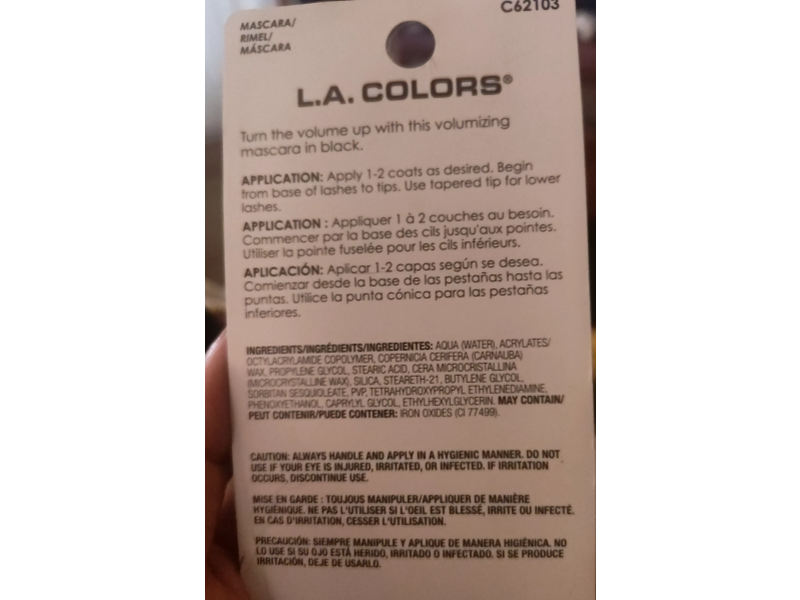 C62103
MASCARA/
RIMEL/
MÁSCARA
L.A. COLORS®
Turn the volume up with this volumizing
mascara in black.
APPLICATION: Apply 1-2 coats as desired. Begin
from base of lashes to tips. Use tapered tip for lower
lashes.
APPLICATION : Appliquer 1 à 2 couches au besoin.
Commencer par la base des cils jusqu'aux pointes.
Utiliser la pointe fuselée pour les cils inférieurs.
APLICACIÓN: Aplicar 1-2 capas según se desea.
Comienzar desde la base de las pestañas hasta las
puntas. Utilice la punta cónica para las pestañas
inferiores.
INGREDIENTS/INGRÉDIENTS/INGREDIENTES: AQUA (WATER), ACRYLATES/
OCTYLACRYLAMIDE COPOLYMER, COPERNICIA CERIFERA (CARNAUBA)
WAX, PROPYLENE GLYCOL, STEARIC ACID, CERA MICROCRISTALLINA
(MICROCRYSTALLINE WAX), SILICA, STEARETH-21, BUTYLENE GLYCOL,
SORBITAN SESQUIOLEATE, PVP, TETRAHYDROXYPROPYL ETHYLENEDIAMINE,
PHENOXYETHANOL, CAPRYLYL GLYCOL, ETHYLHEXYLGLYCERIN. MAY CONTAIN/
PEUT CONTENIR/PUEDE CONTENER: IRON OXIDES (CI 77499).
CAUTION: ALWAYS HANDLE AND APPLY IN A HYGIENIC MANNER. DO NOT
USE IF YOUR EYE IS INJURED, IRRITATED, OR INFECTED. IF IRRITATION
OCCURS, DISCONTINUE USE.
MISE EN GARDE : TOUJOUS MANIPULER/APPLIQUER DE MANIÈRE
HYGIÉNIQUE. NE PAS L'UTILISER SI L'OEIL EST BLESSÉ, IRRITE OU INFECTÉ.
EN CAS D'IRRITATION, CESSER L'UTILISATION.
PRECAUCIÓN: SIEMPRE MANIPULE Y APLIQUE DE MANERA HIGIÉNICA. NO
LO USE SI SU OJO ESTÁ HERIDO, IRRITADO O INFECTADO. SI SE PRODUCE
IRRITACIÓN, DEJE DE USARLO.